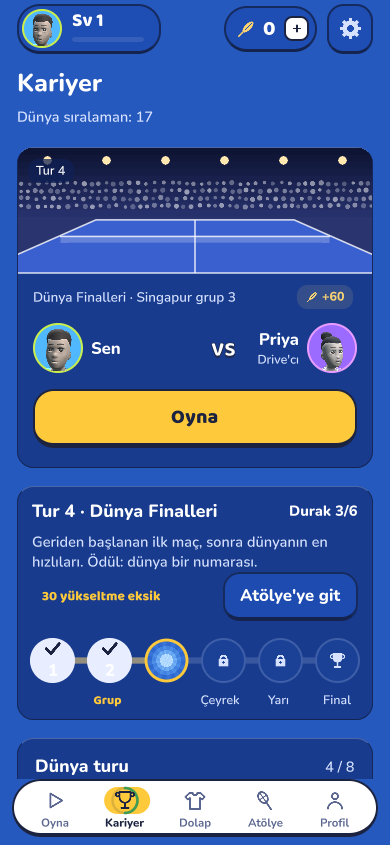 Sv 1
0
+
Kariyer
Dünya sıralaman: 17
Tur 4
Dünya Finalleri · Singapur grup 3
+60
Sen
VS
Priya
Drive'cı
Oyna
Tur 4 · Dünya Finalleri
Durak 3/6
Geriden başlanan ilk maç, sonra dünyanın en
hızlıları. Ödül: dünya bir numarası.
30 yükseltme eksik
Atölye'ye git
1
2
Grup
Çeyrek
Yarı
Final
Dünya turu
4 / 8
Oyna
Kariyer
Dolap
Atölye
Profil